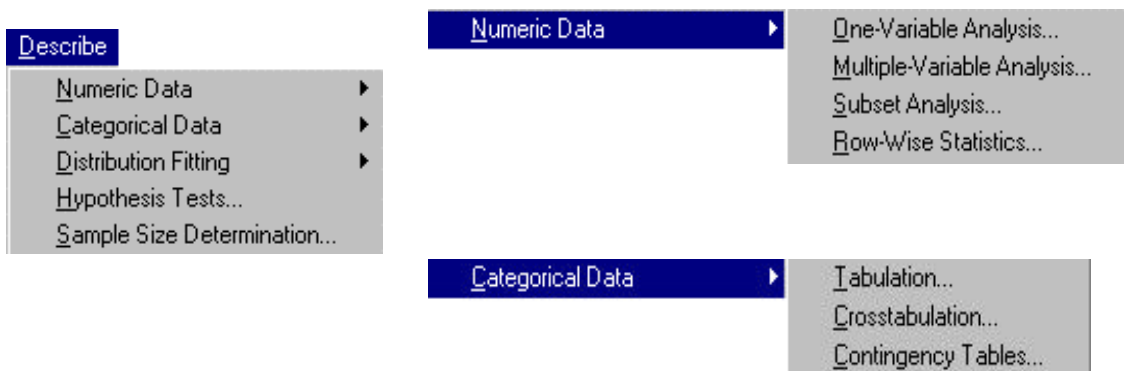 Describe
Numeric Data
Categorical Data
Distribution Fitting
Hypothesis Tests...
Sample Size Determination...
Numeric Data
One-Variable Analysis...
Multiple-Variable Analysis...
Subset Analysis...
Row-Wise Statistics...
Categorical Data
Tabulation...
Crosstabulation...
Contingency Tables...